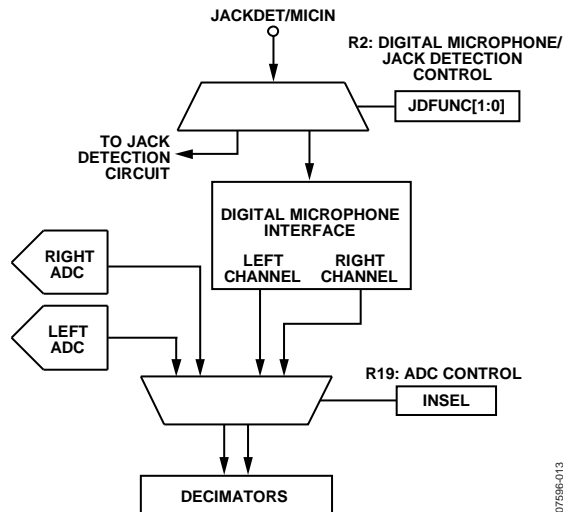 JACKDET/MICIN
R2: DIGITAL MICROPHONE/
JACK DETECTION
CONTROL
JDFUNC[1:0]
TO JACK
DETECTION
CIRCUIT
DIGITAL MICROPHONE
INTERFACE
LEFT
CHANNEL
RIGHT
CHANNEL
RIGHT
ADC
LEFT
ADC
R19: ADC CONTROL
INSEL
DECIMATORS
07596-013